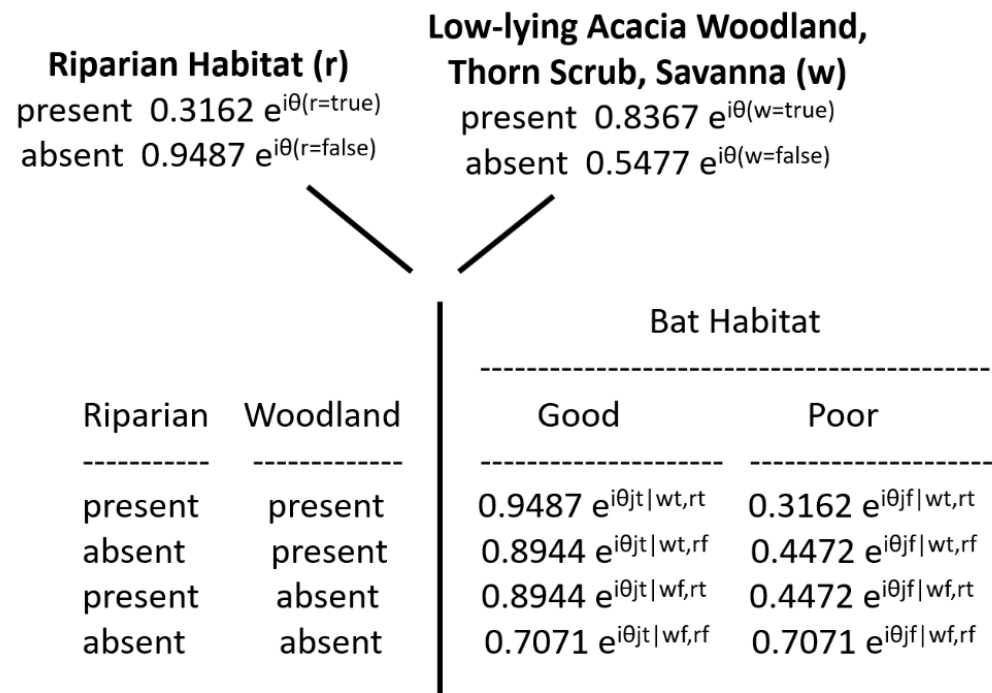 Riparian Habitat (r)
present 0.3162 e^iθ(r=true)
absent 0.9487 e^iθ(r=false)
Low-lying Acacia Woodland,
Thorn Scrub, Savanna (w)
present 0.8367 e^iθ(w=true)
absent 0.5477 e^iθ(w=false)
Bat Habitat
-------------------------------------------
Riparian Woodland Good Poor
----------- ------------- --------------------- ---------------------
present present 0.9487 e^iθjt|wt,rt 0.3162 e^iθjf|wt,rt
absent present 0.8944 e^iθjt|wt,rf 0.4472 e^iθjf|wt,rf
present absent 0.8944 e^iθjt|wf,rt 0.4472 e^iθjf|wf,rt
absent absent 0.7071 e^iθjt|wf,rf 0.7071 e^iθjf|wf,rf